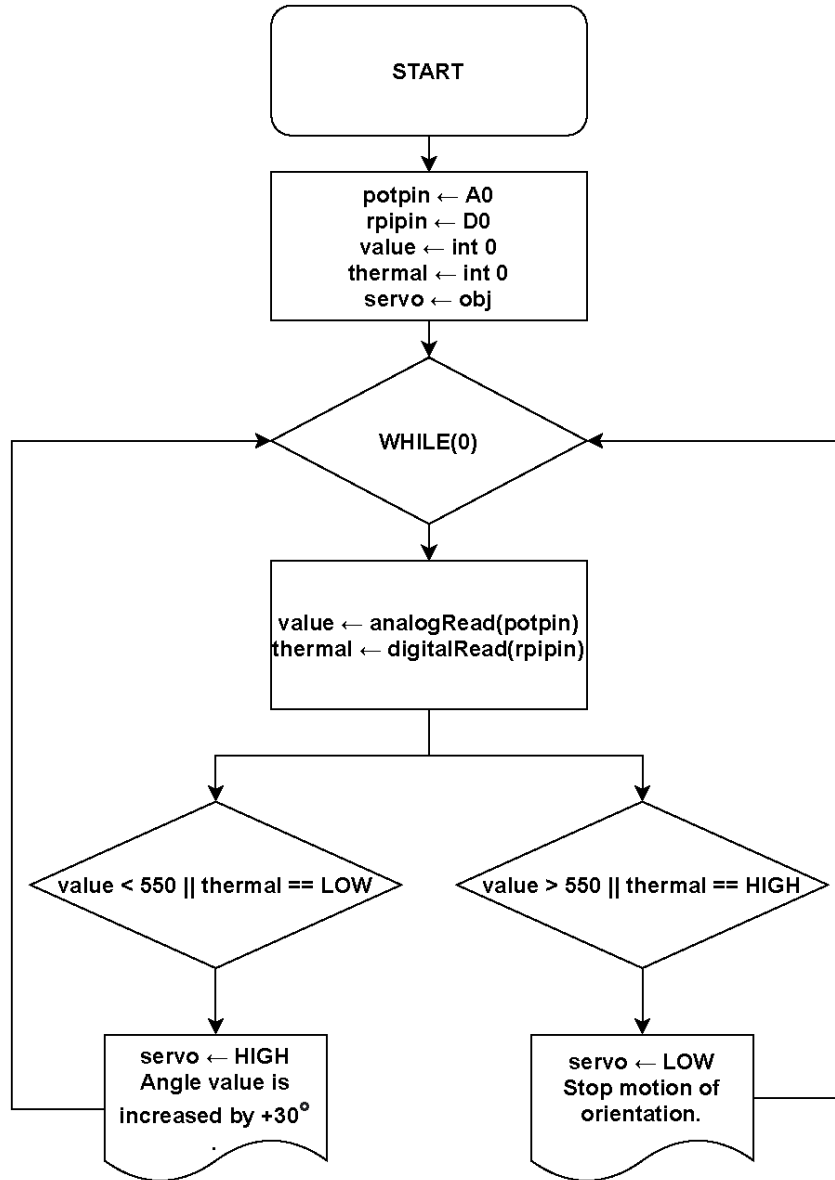 START
potpin ← A0
rpipin ← D0
value ← int 0
thermal ← int 0
servo ← obj
WHILE(0)
value ← analogRead(potpin)
thermal ← digitalRead(rpipin)
value < 550 || thermal == LOW
value > 550 || thermal == HIGH
servo ← HIGH
Angle value is
increased by +30°
.
servo ← LOW
Stop motion of
orientation.